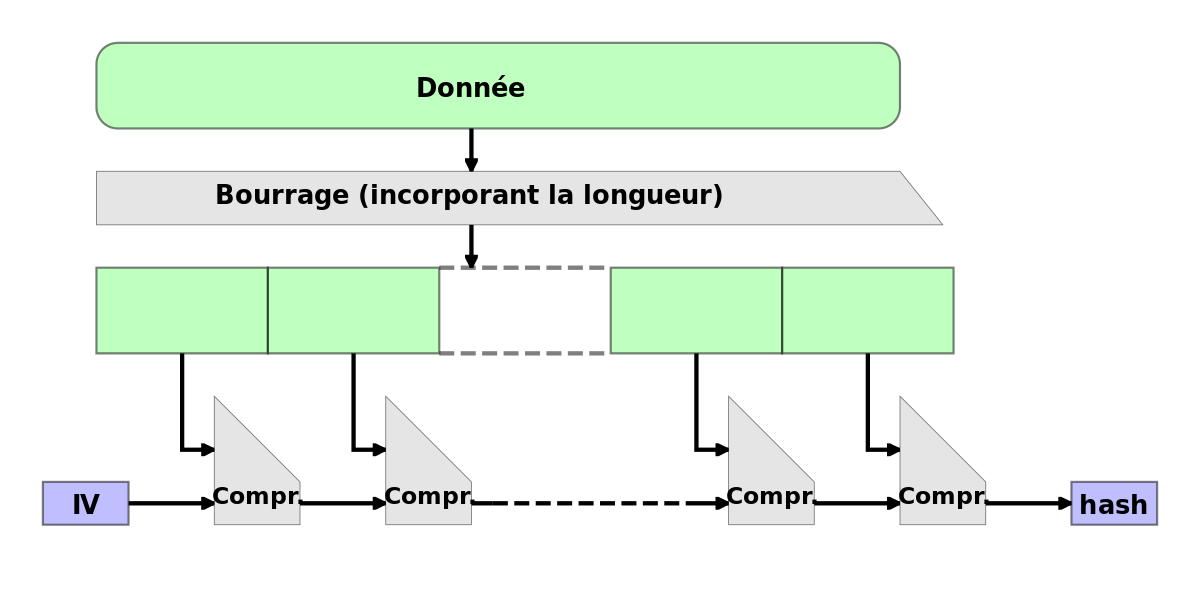 Donnée
Bourrage (incorporant la longueur)
IV
Compr.
Compr.
Compr.
Compr.
hash